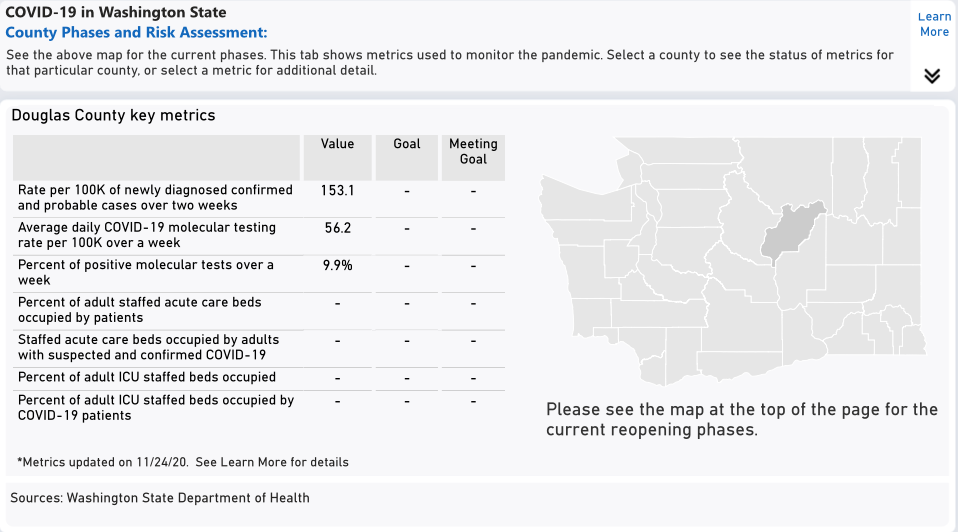 COVID-19 in Washington State
County Phases and Risk Assessment:
Learn
More
See the above map for the current phases. This tab shows metrics used to monitor the pandemic. Select a county to see the status of metrics for
that particular county, or select a metric for additional detail.
Douglas County key metrics
Value Goal Meeting
Goal
Rate per 100K of newly diagnosed confirmed
and probable cases over two weeks
153.1 - -
Average daily COVID-19 molecular testing
rate per 100K over a week
56.2 - -
Percent of positive molecular tests over a
week
9.9% - -
Percent of adult staffed acute care beds
occupied by patients
- - -
Staffed acute care beds occupied by adults
with suspected and confirmed COVID-19
- - -
Percent of adult ICU staffed beds occupied - - -
Percent of adult ICU staffed beds occupied by
COVID-19 patients
- - -
Please see the map at the top of the page for the
current reopening phases.
*Metrics updated on 11/24/20. See Learn More for details
Sources: Washington State Department of Health